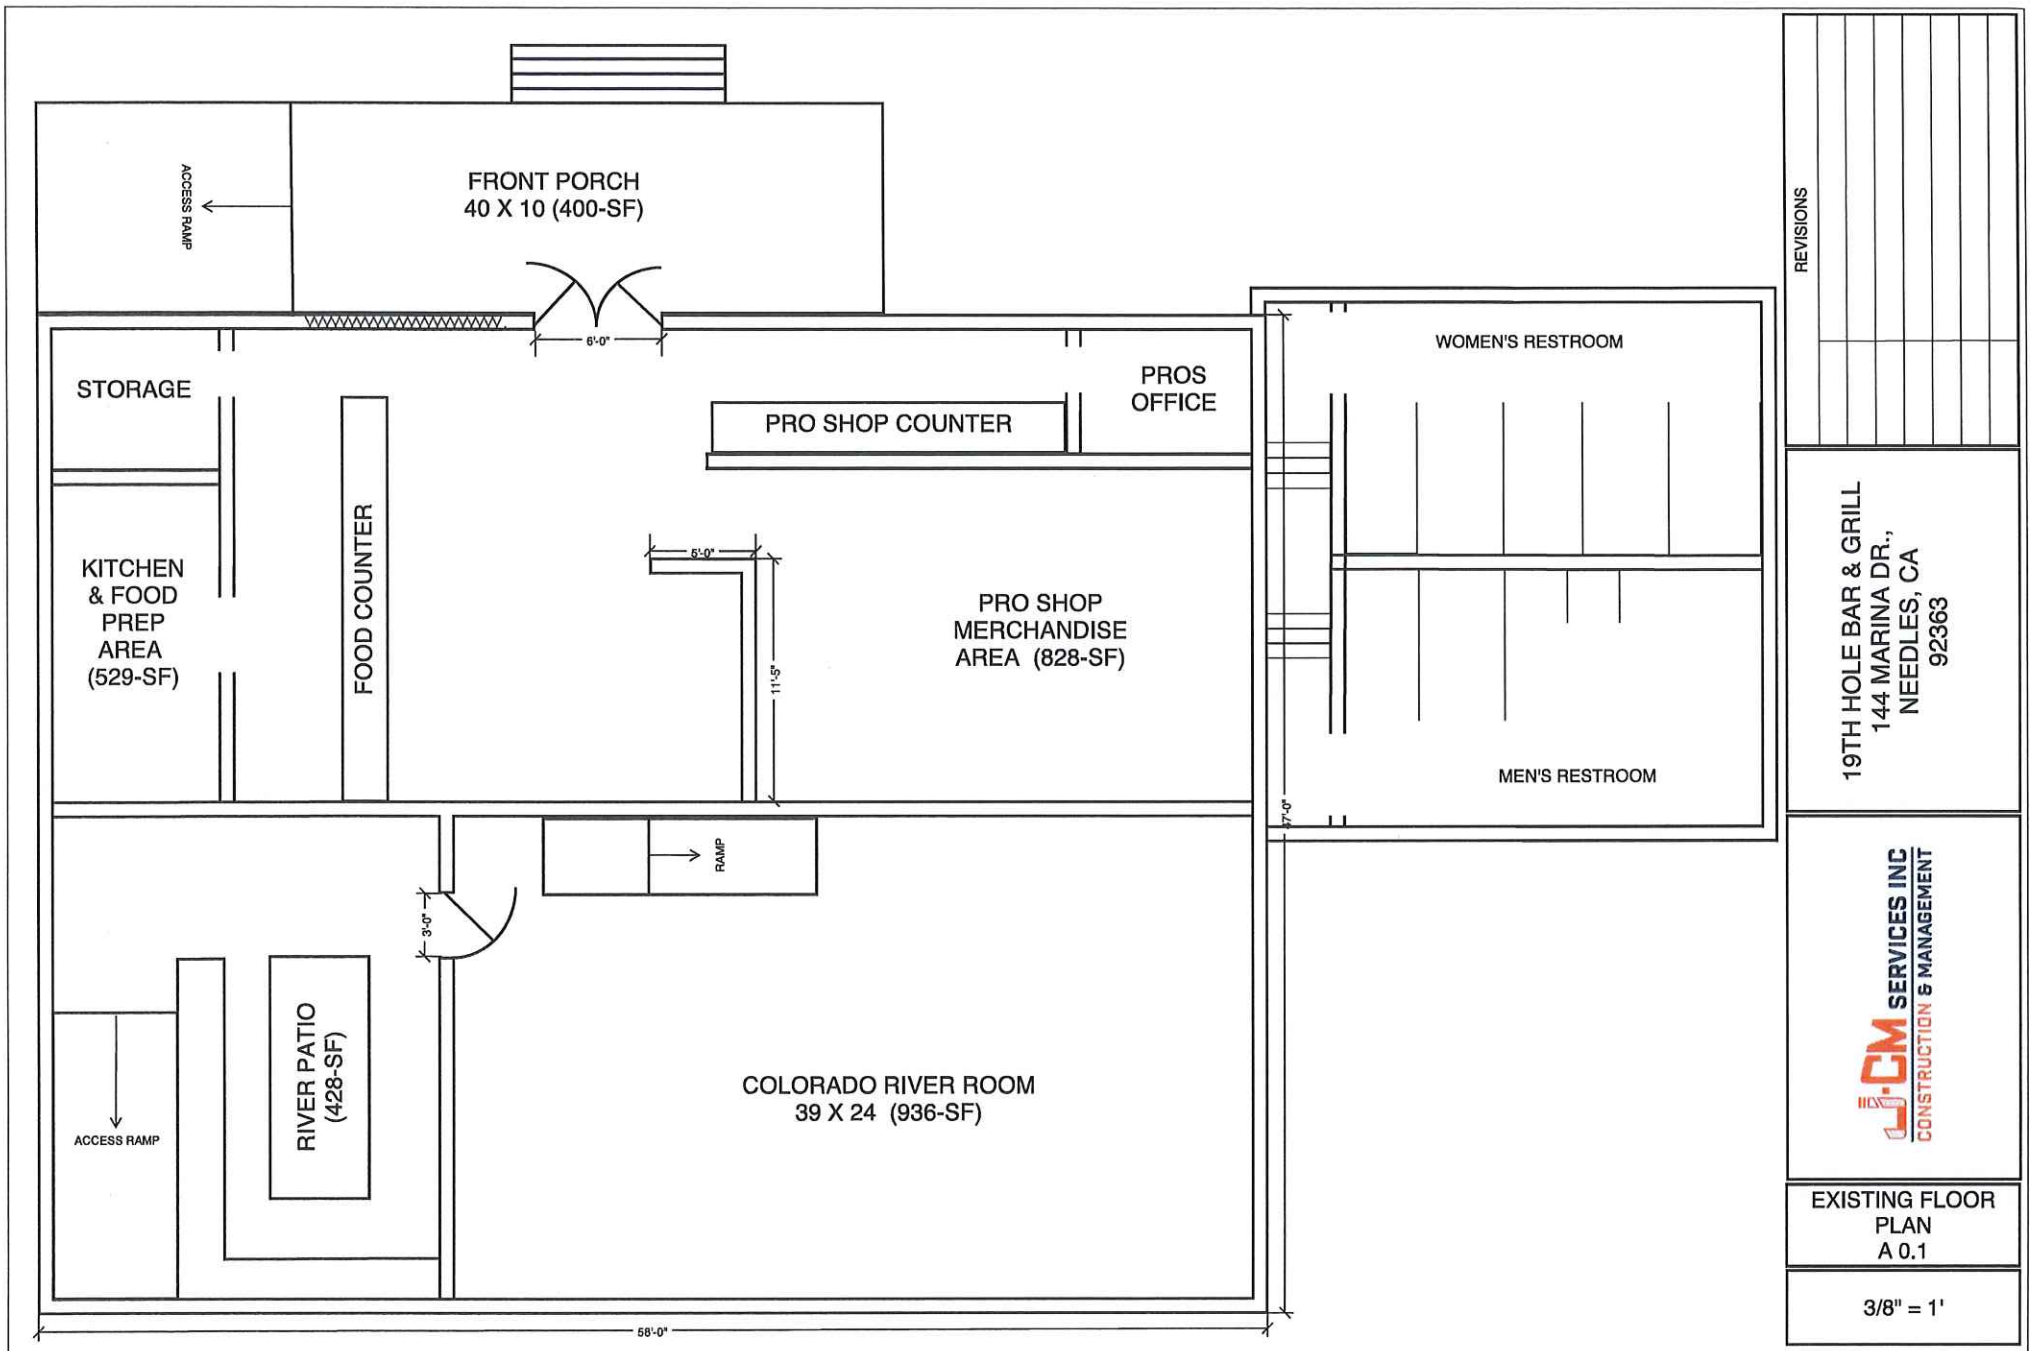 ACCESS RAMP
FRONT PORCH
40 X 10 (400-SF)
6'-0"
STORAGE
PRO SHOP COUNTER
PROS
OFFICE
WOMEN'S RESTROOM
KITCHEN
& FOOD
PREP
AREA
(529-SF)
FOOD COUNTER
5'-0"
11'-5"
PRO SHOP
MERCHANDISE
AREA (828-SF)
MEN'S RESTROOM
47'-0"
RAMP
3'-0"
RIVER PATIO
(428-SF)
ACCESS RAMP
COLORADO RIVER ROOM
39 X 24 (936-SF)
58'-0"
REVISIONS
19TH HOLE BAR & GRILL
144 MARINA DR.,
NEEDLES, CA
92363
J-CM SERVICES INC
CONSTRUCTION & MANAGEMENT
EXISTING FLOOR
PLAN
A 0.1
3/8" = 1'